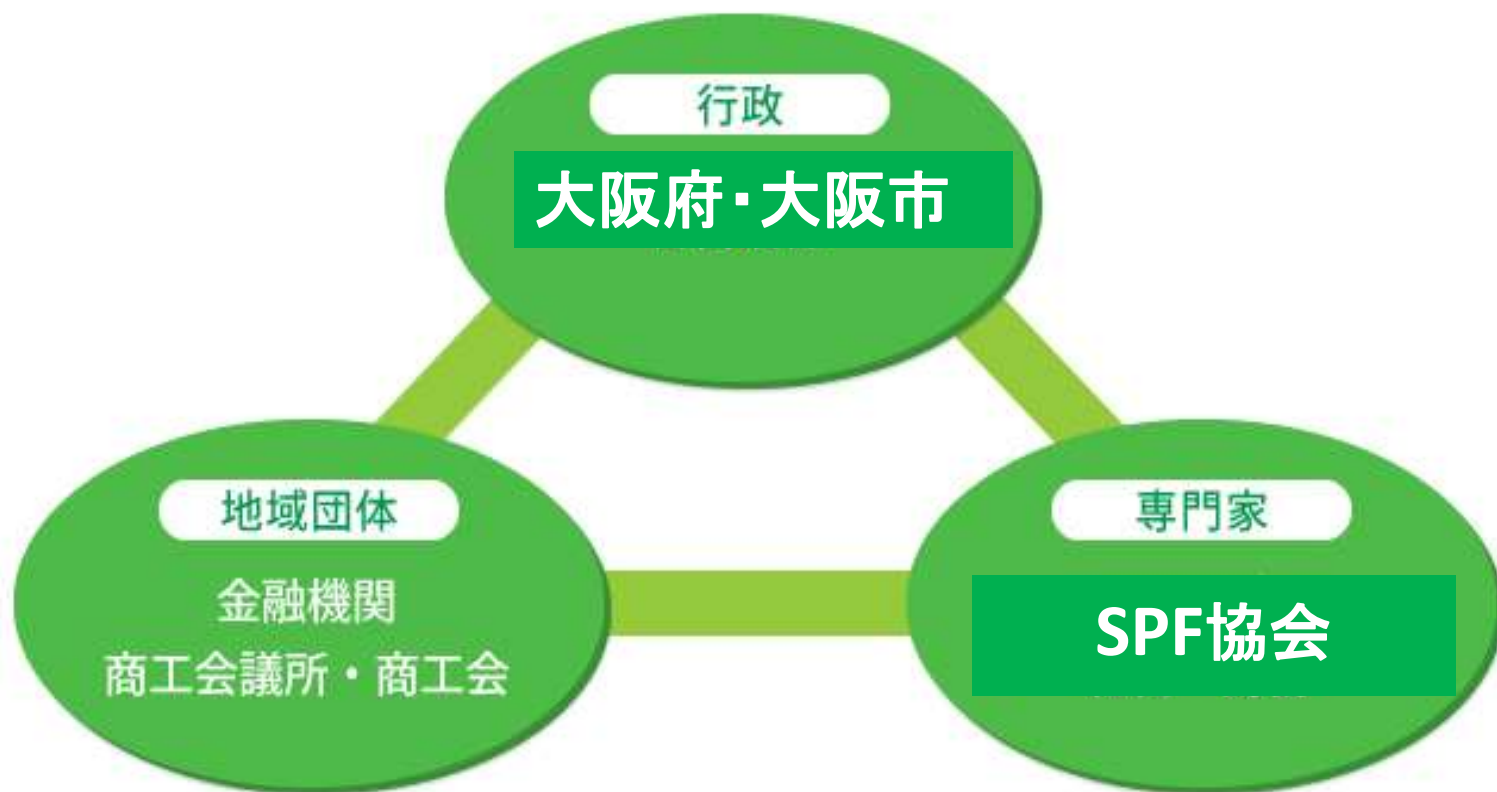 行政
大阪府・大阪市
地域団体
金融機関
商工会議所・商工会
専門家
SPF協会